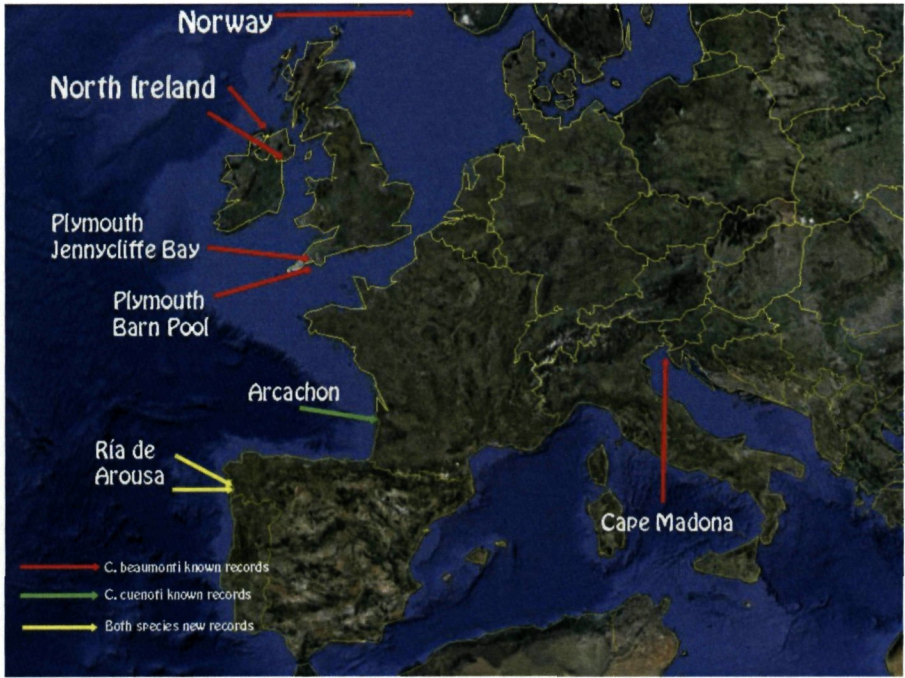 Norway
North Ireland
Plymouth
Jennycliffe Bay
Plymouth
Barn Pool
Arcachon
Ría de
Arousa
Cape Madona
C. beaumonti known records
C. cuenoti known records
Both species new records